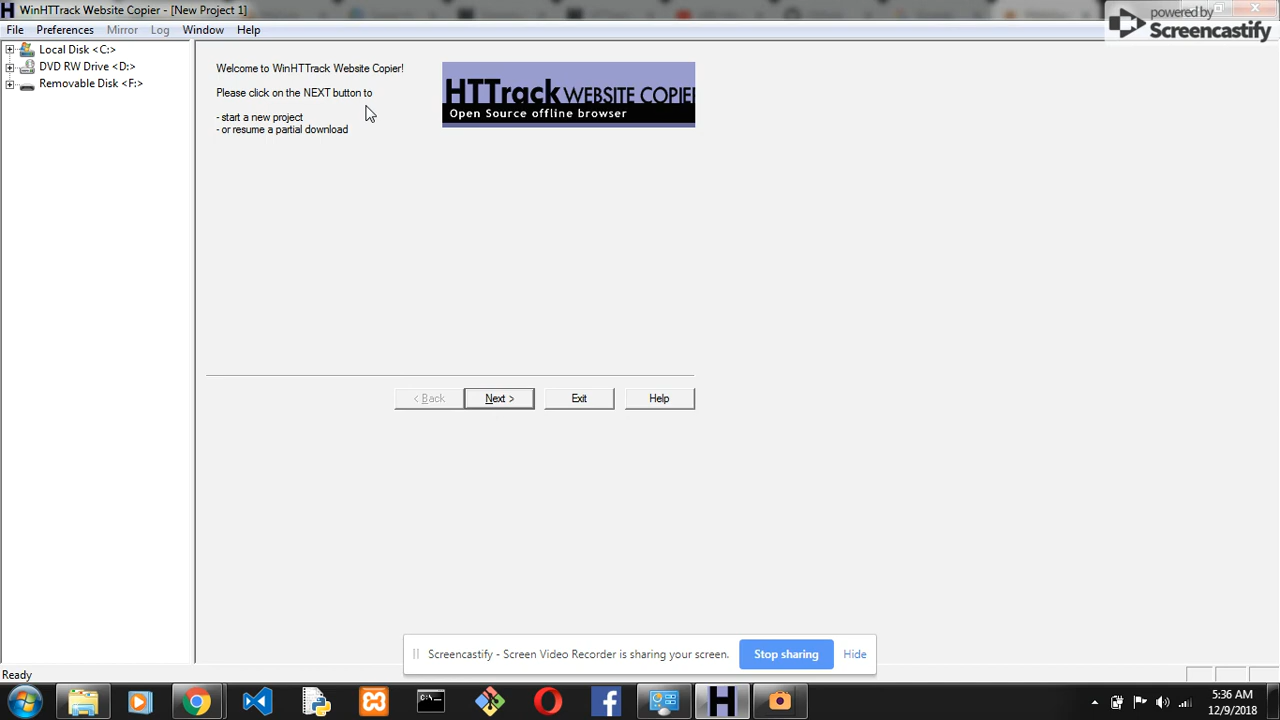 WinHTTrack Website Copier - [New Project 1]
powered by
Screencastify
File Preferences Mirror Log Window Help
Local Disk <C:>
DVD RW Drive <D:>
Removable Disk <F:>
Welcome to WinHTTrack Website Copier!
Please click on the NEXT button to
- start a new project
- or resume a partial download
HTTrack WEBSITE COPIER
Open Source offline browser
< Back Next > Exit Help
Screencastify - Screen Video Recorder is sharing your screen. Stop sharing Hide
Ready
5:36 AM
12/9/2018